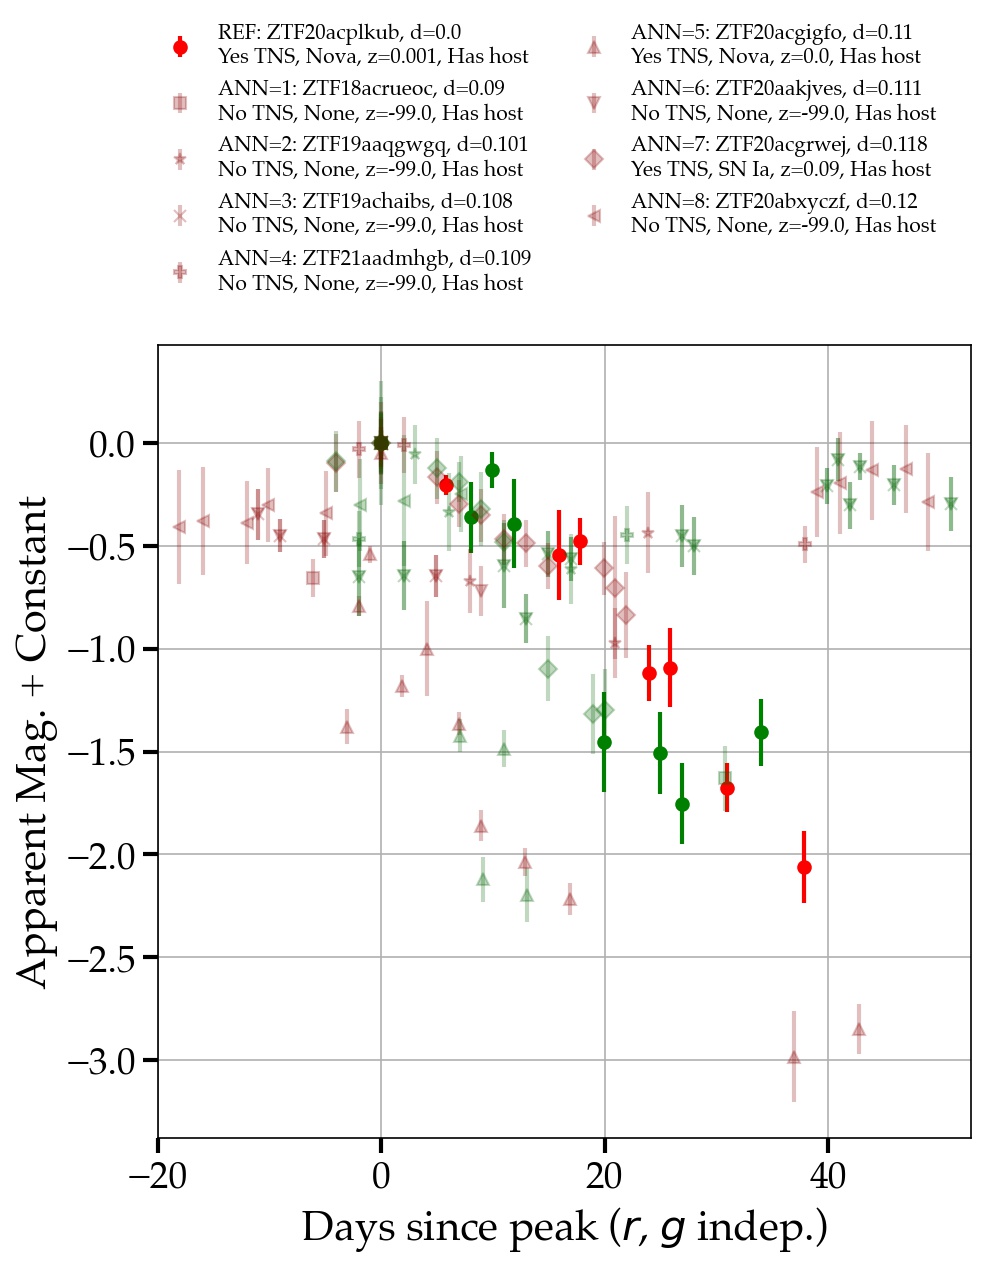 REF: ZTF20acplkub, d=0.0
Yes TNS, Nova, z=0.001, Has host
ANN=1: ZTF18acrueoc, d=0.09
No TNS, None, z=-99.0, Has host
ANN=2: ZTF19aaqgwgq, d=0.101
No TNS, None, z=-99.0, Has host
ANN=3: ZTF19achaibs, d=0.108
No TNS, None, z=-99.0, Has host
ANN=4: ZTF21aadmhgb, d=0.109
No TNS, None, z=-99.0, Has host
ANN=5: ZTF20acgigfo, d=0.11
Yes TNS, Nova, z=0.0, Has host
ANN=6: ZTF20aakjves, d=0.111
No TNS, None, z=-99.0, Has host
ANN=7: ZTF20acgrwej, d=0.118
Yes TNS, SN Ia, z=0.09, Has host
ANN=8: ZTF20abxyczf, d=0.12
No TNS, None, z=-99.0, Has host
Apparent Mag. + Constant
0.0
−0.5
−1.0
−1.5
−2.0
−2.5
−3.0
−20 0 20 40
Days since peak (r, g indep.)